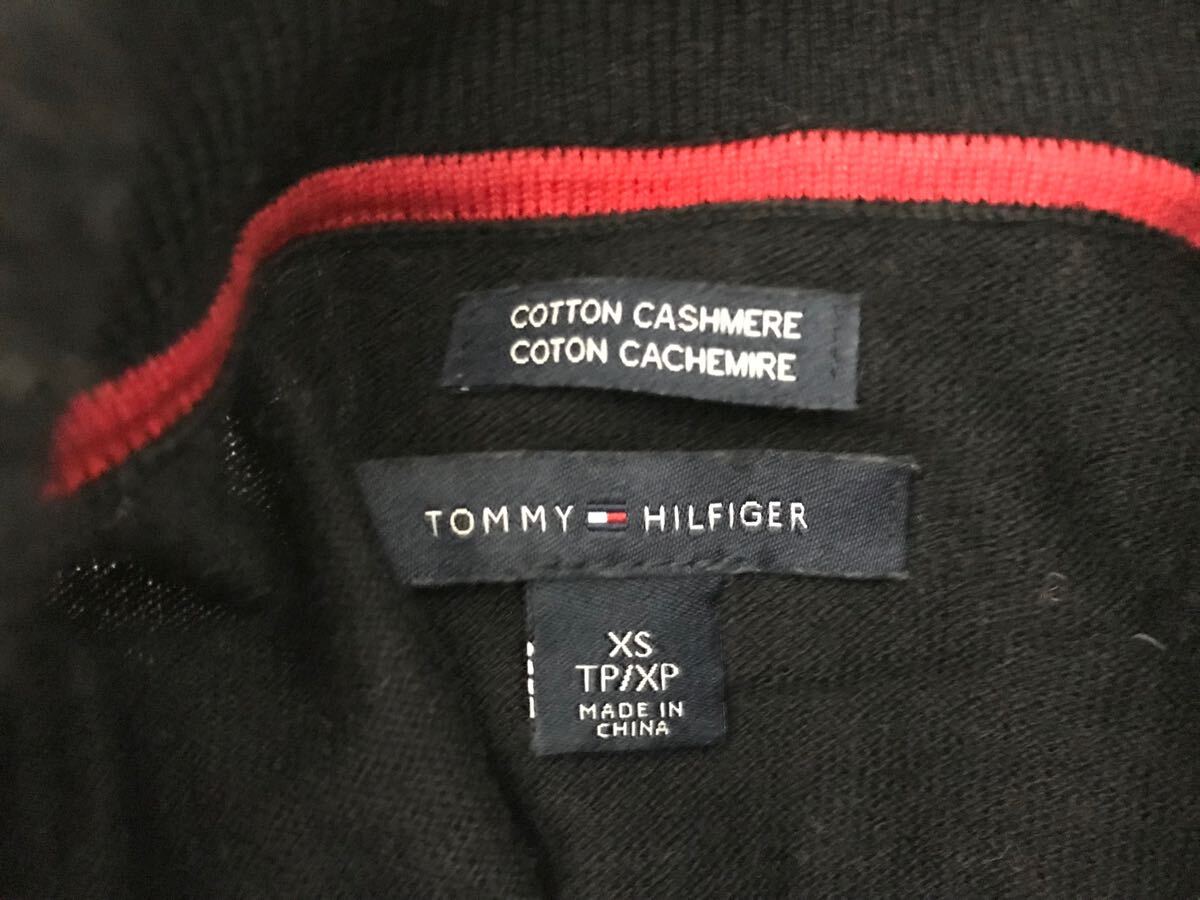 COTTON CASHMERE
COTON CACHEMIRE
TOMMY HILFIGER
XS
TP/XP
MADE IN
CHINA